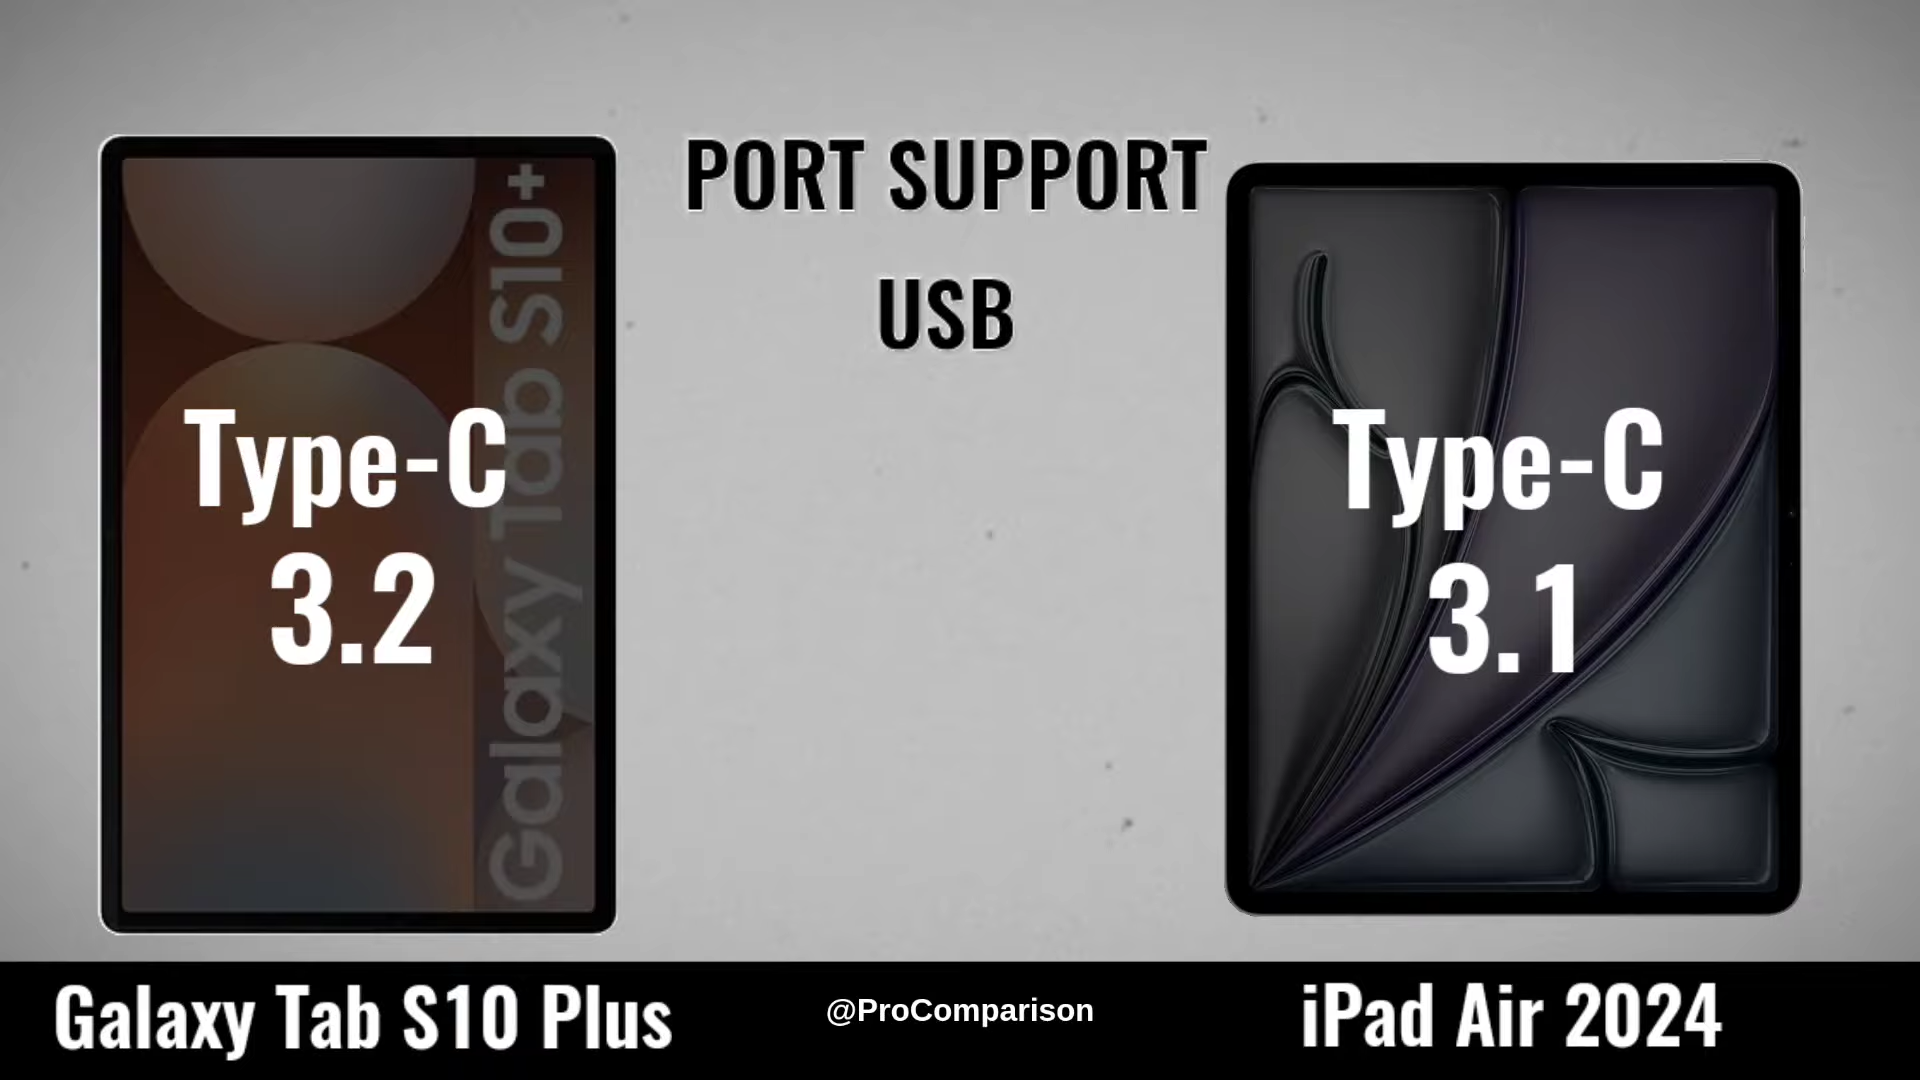 PORT SUPPORT
USB
Galaxy Tab S10+
Type-C
3.2
Type-C
3.1
Galaxy Tab S10 Plus
@ProComparison
iPad Air 2024